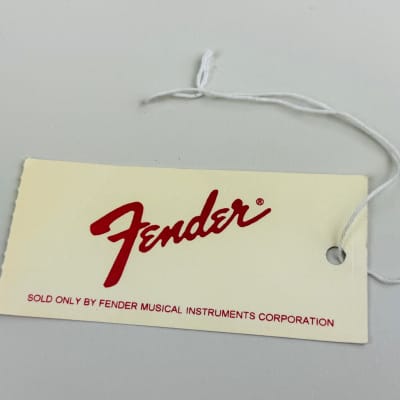 Fender®
SOLD ONLY BY FENDER MUSICAL INSTRUMENTS CORPORATION